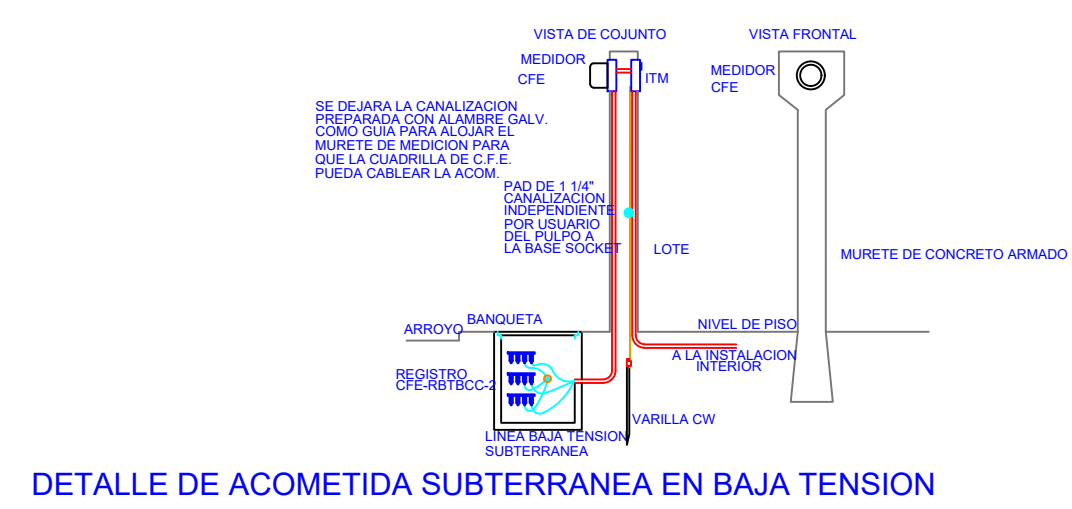 VISTA DE COJUNTO
VISTA FRONTAL
MEDIDOR
CFE
ITM
MEDIDOR
CFE
SE DEJARA LA CANALIZACION
PREPARADA CON ALAMBRE GALV.
COMO GUIA PARA ALOJAR EL
MURETE DE MEDICION PARA
QUE LA CUADRILLA DE C.F.E.
PUEDA CABLEAR LA ACOM.
PAD DE 1 1/4"
CANALIZACION
INDEPENDIENTE
POR USUARIO
DEL PULPO A
LA BASE SOCKET
LOTE
MURETE DE CONCRETO ARMADO
BANQUETA
ARROYO
NIVEL DE PISO
A LA INSTALACION
INTERIOR
REGISTRO
CFE-RBTBCC-2
VARILLA CW
LINEA BAJA TENSION
SUBTERRANEA
DETALLE DE ACOMETIDA SUBTERRANEA EN BAJA TENSION